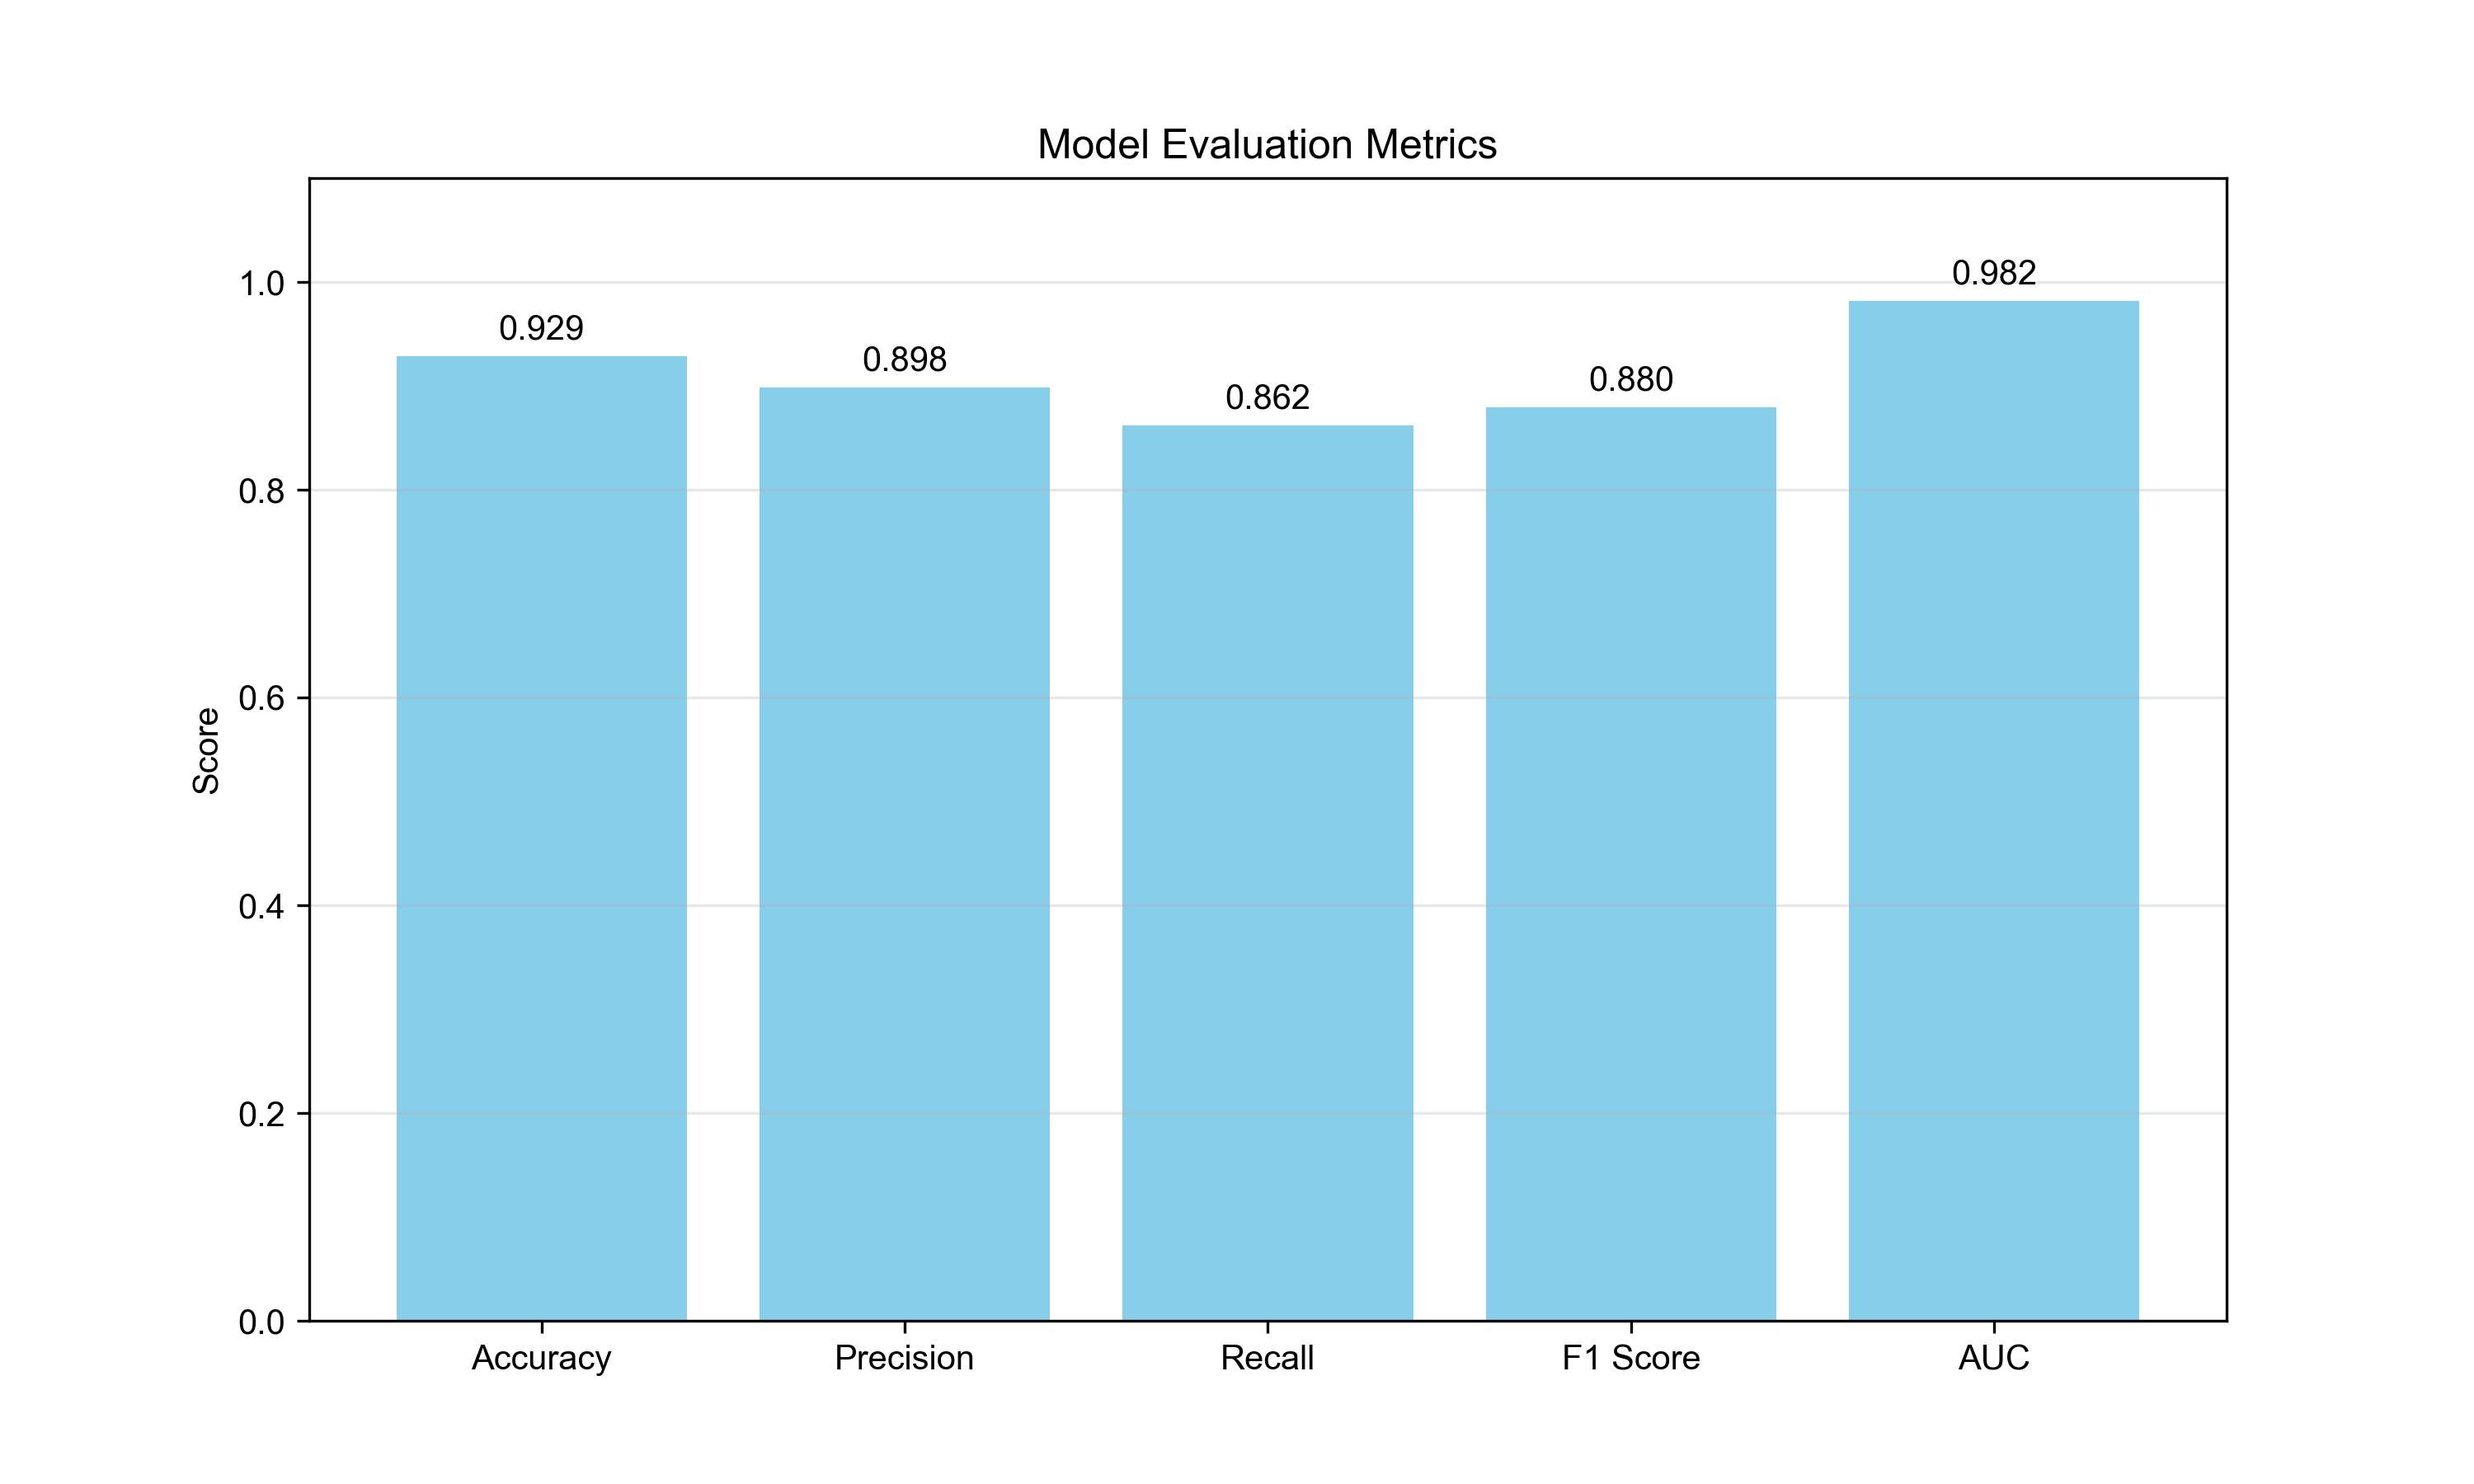 Model Evaluation Metrics
Score
1.0
0.8
0.6
0.4
0.2
0.0
0.929
0.898
0.862
0.880
0.982
Accuracy
Precision
Recall
F1 Score
AUC